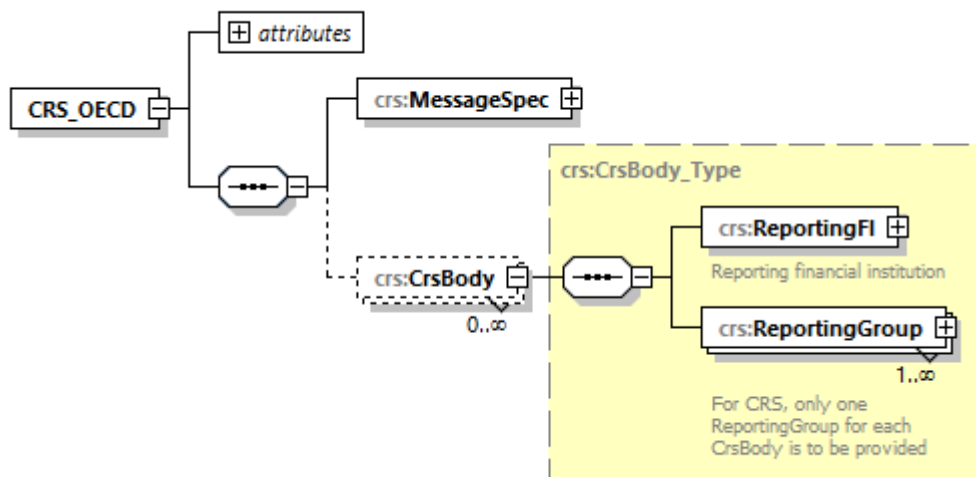 attributes
CRS_OECD
crs:MessageSpec
crs:CrsBody_Type
crs:ReportingFI
Reporting financial institution
crs:CrsBody
0..∞
crs:ReportingGroup
1..∞
For CRS, only one
ReportingGroup for each
CrsBody is to be provided